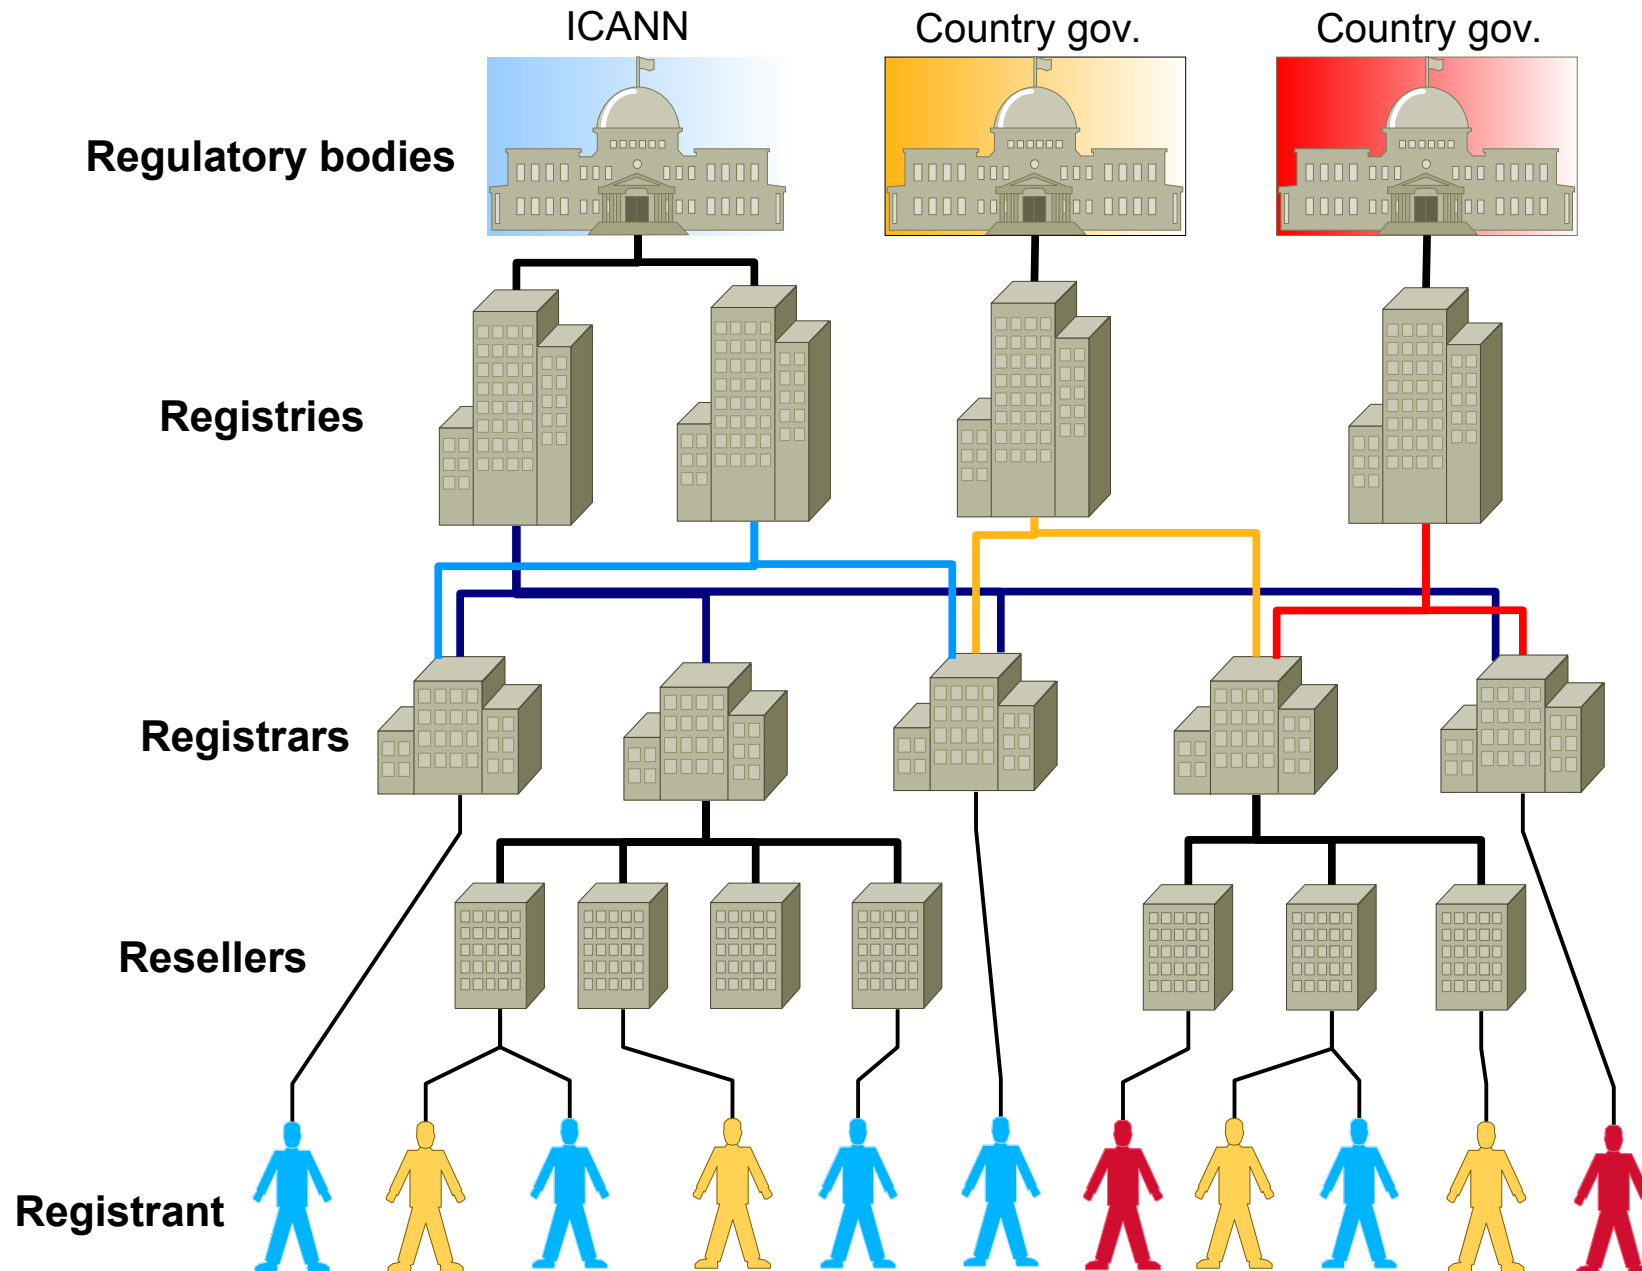 ICANN
Country gov.
Country gov.
Regulatory bodies
Registries
Registrars
Resellers
Registrant